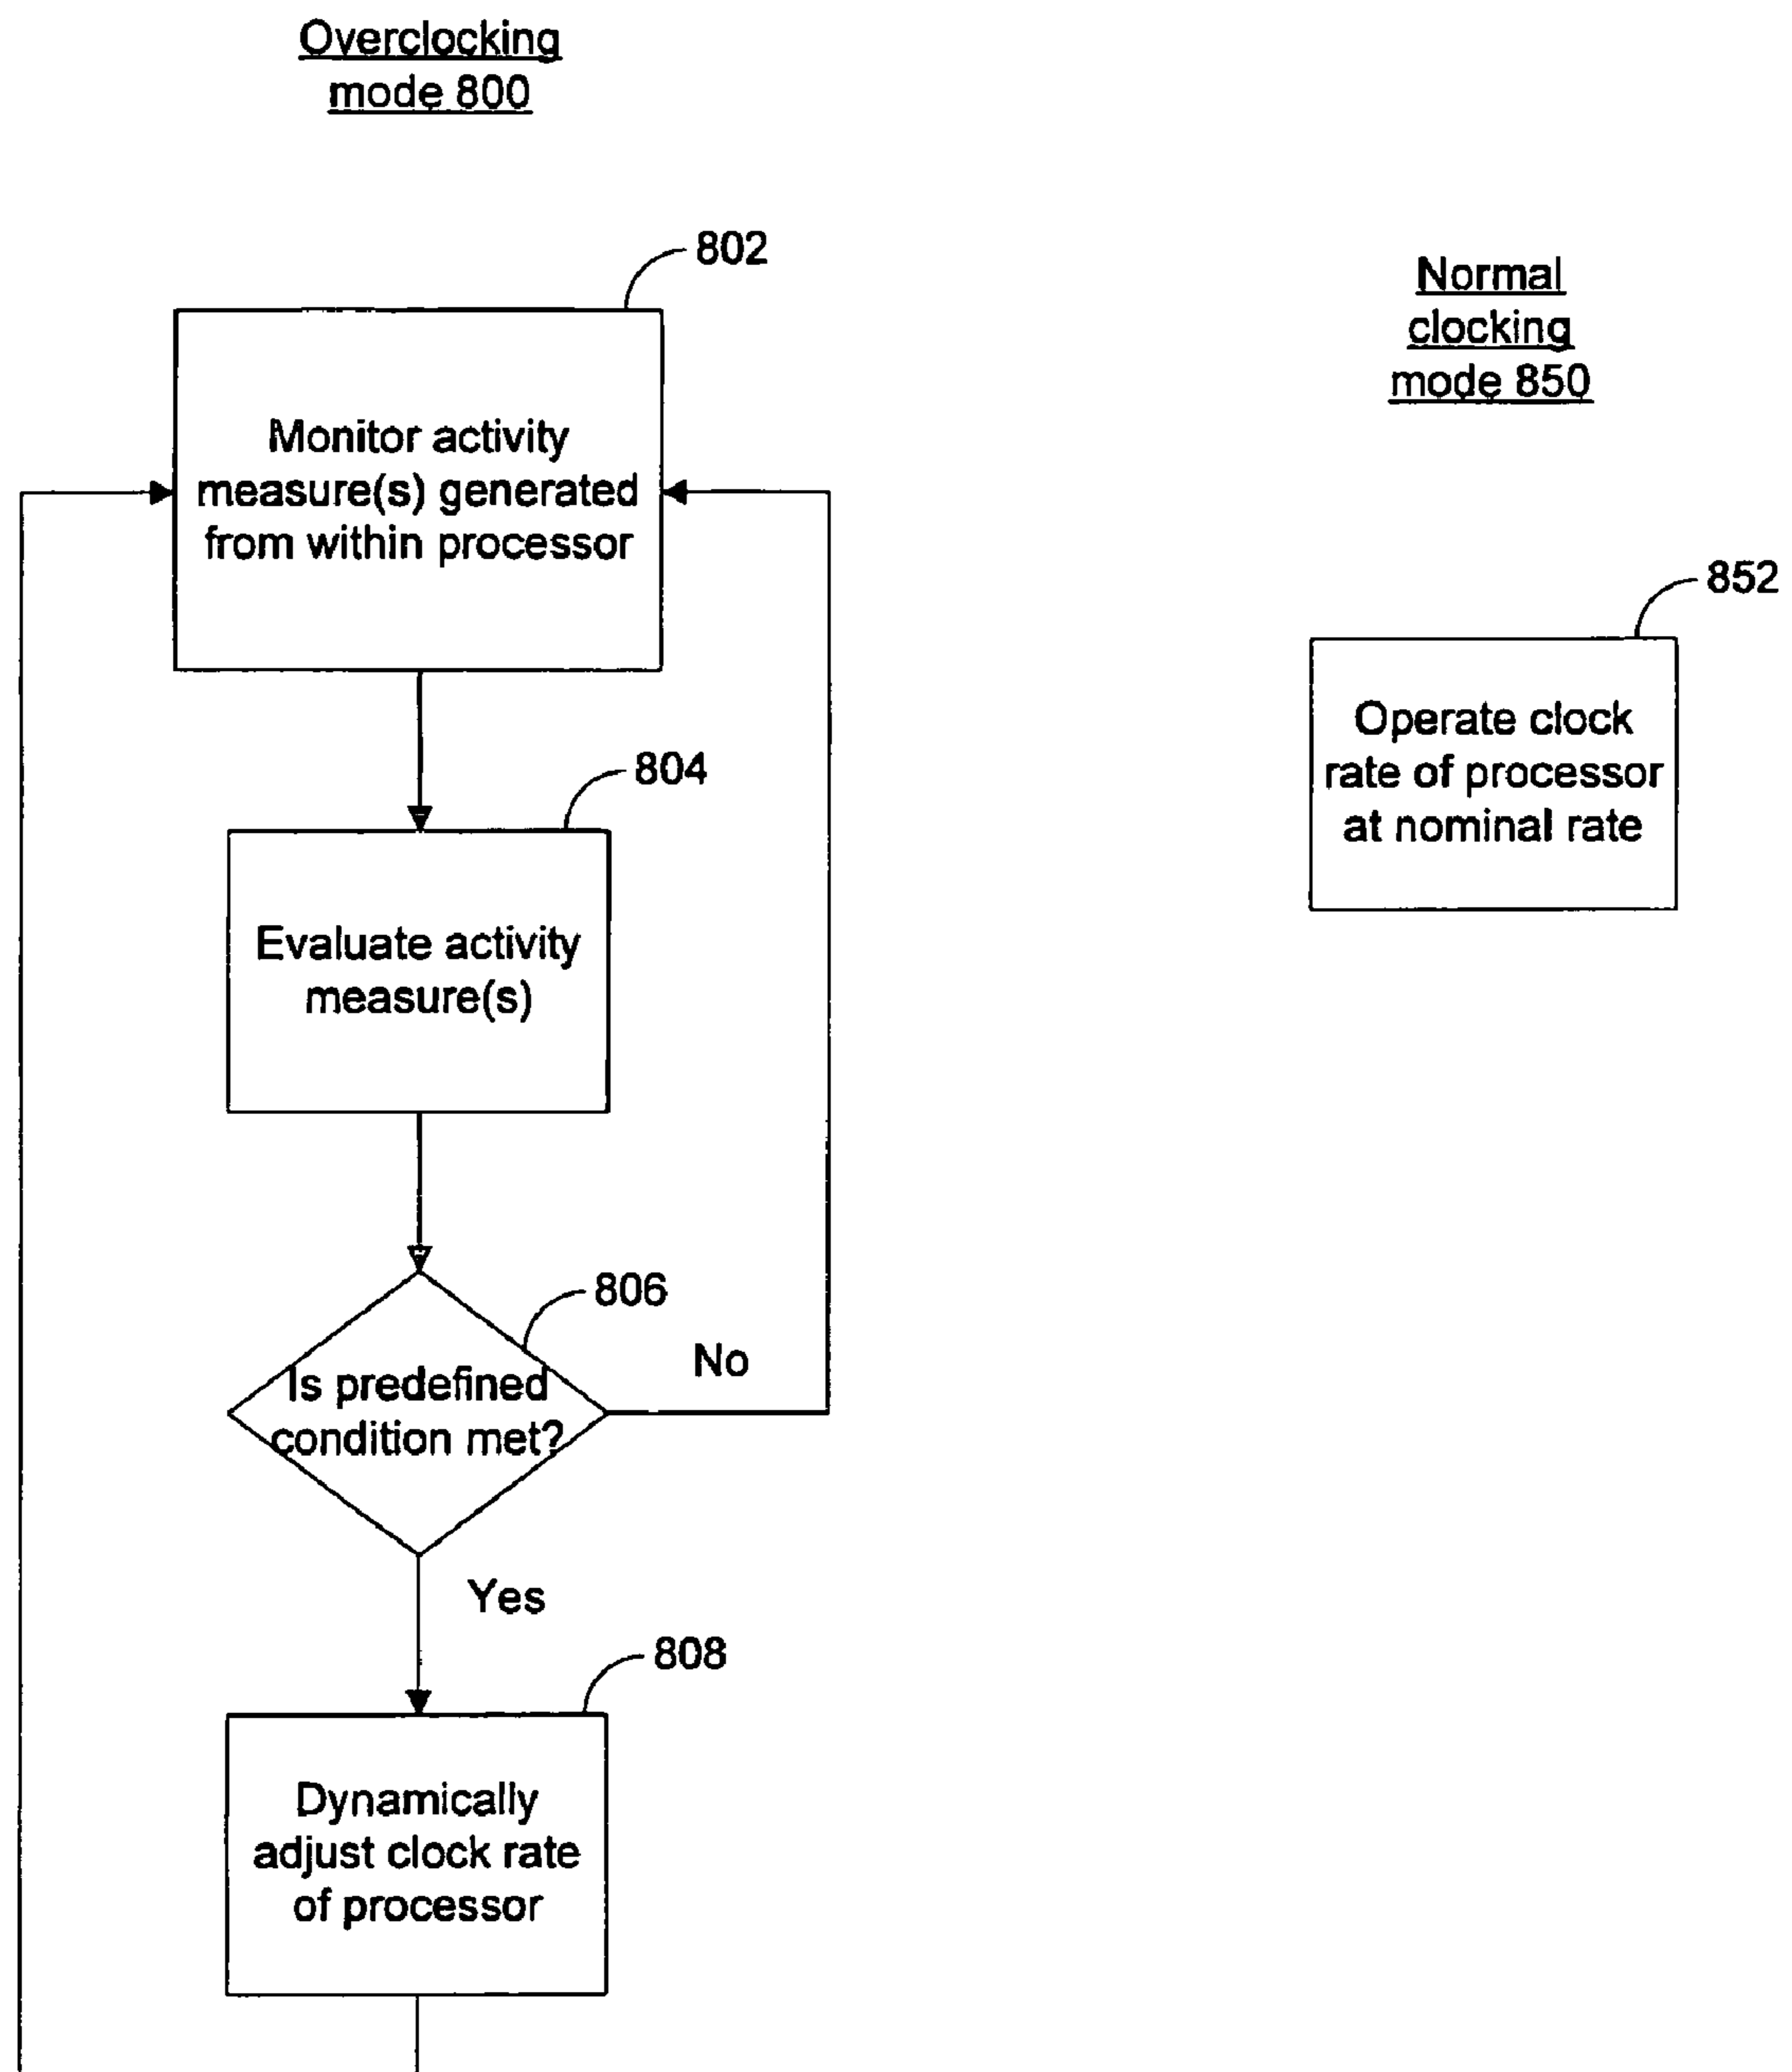 Overclocking
mode 800
802
Monitor activity
measure(s) generated
from within processor
804
Evaluate activity
measure(s)
806
Is predefined
condition met?
No
Yes
808
Dynamically
adjust clock rate
of processor
Normal
clocking
mode 850
852
Operate clock
rate of processor
at nominal rate